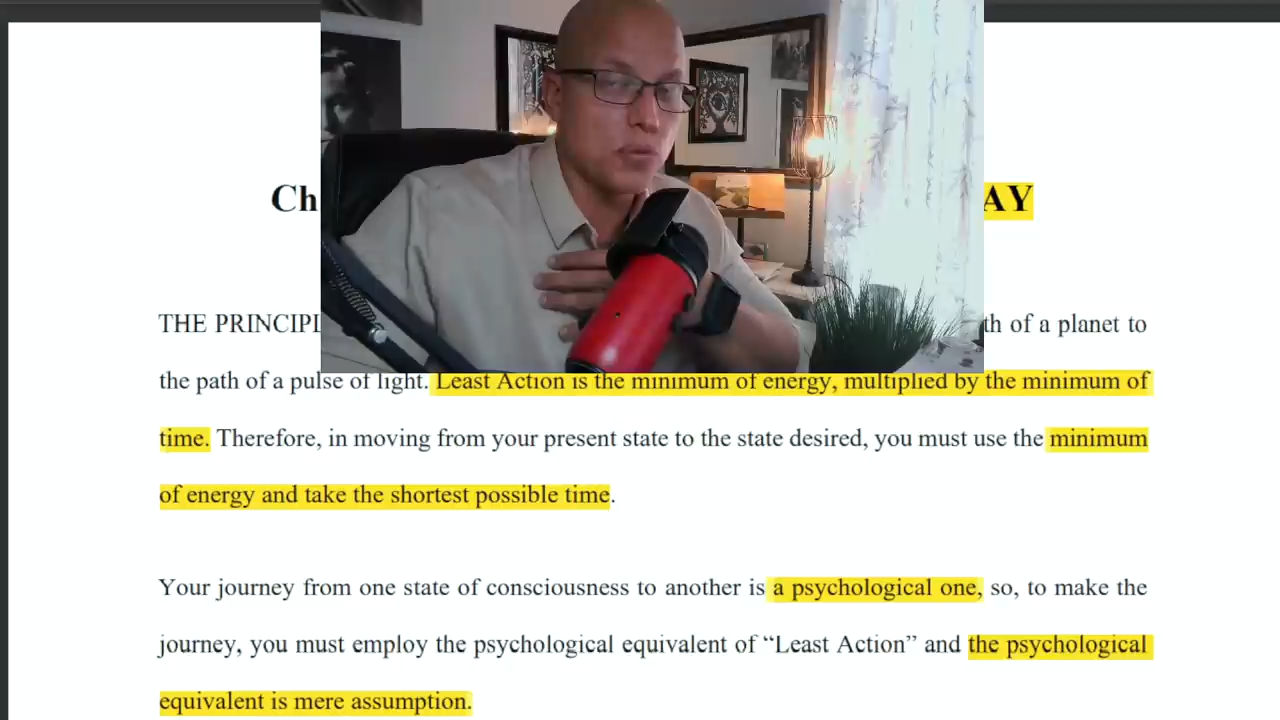 Ch AY
THE PRINCIPL th of a planet to
the path of a pulse of light. Least Action is the minimum of energy, multiplied by the minimum of
time. Therefore, in moving from your present state to the state desired, you must use the minimum
of energy and take the shortest possible time.
Your journey from one state of consciousness to another is a psychological one, so, to make the
journey, you must employ the psychological equivalent of “Least Action” and the psychological
equivalent is mere assumption.